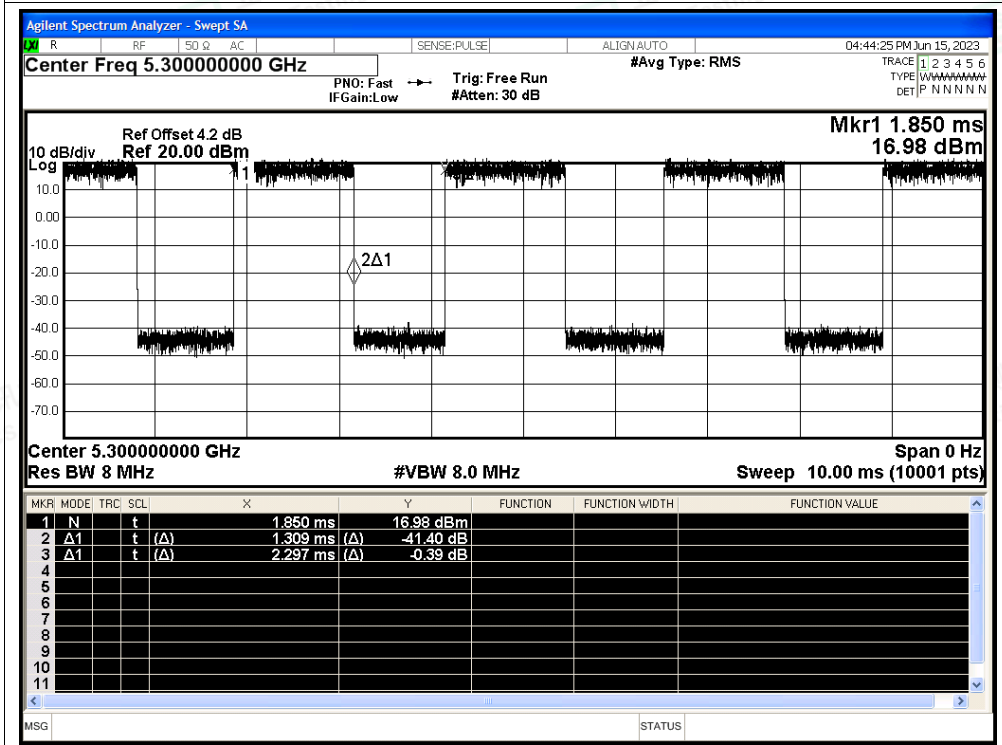 Agilent Spectrum Analyzer - Swept SA
LXI R RF 50 Ω AC SENSE:PULSE ALIGN AUTO 04:44:25 PM Jun 15, 2023
Center Freq 5.300000000 GHz #Avg Type: RMS TRACE 1 2 3 4 5 6
PNO: Fast Trig: Free Run TYPE
IFGain:Low #Atten: 30 dB DET P N N N N N
Mkr1 1.850 ms
Ref Offset 4.2 dB
10 dB/div Ref 20.00 dBm 16.98 dBm
Log
1
10.0
0.00
-10.0
2Δ1
-20.0
-30.0
-40.0
-50.0
-60.0
-70.0
Center 5.300000000 GHz Span 0 Hz
Res BW 8 MHz #VBW 8.0 MHz Sweep 10.00 ms (10001 pts)
MKR MODE TRC SCL X Y FUNCTION FUNCTION WIDTH FUNCTION VALUE
1 N t 1.850 ms 16.98 dBm
2 Δ1 t (Δ) 1.309 ms (Δ) -41.40 dB
3 Δ1 t (Δ) 2.297 ms (Δ) -0.39 dB
4
5
6
7
8
9
10
11
MSG STATUS